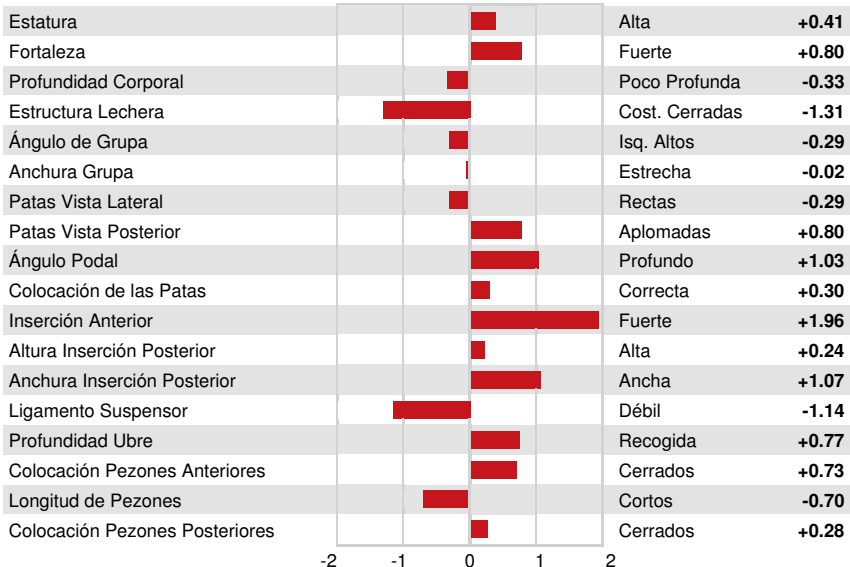 Estatura Alta +0.41
Fortaleza Fuerte +0.80
Profundidad Corporal Poco Profunda -0.33
Estructura Lechera Cost. Cerradas -1.31
Ángulo de Grupa Isq. Altos -0.29
Anchura Grupa Estrecha -0.02
Patas Vista Lateral Rectas -0.29
Patas Vista Posterior Aplomadas +0.80
Ángulo Podal Profundo +1.03
Colocación de las Patas Correcta +0.30
Inserción Anterior Fuerte +1.96
Altura Inserción Posterior Alta +0.24
Anchura Inserción Posterior Ancha +1.07
Ligamento Suspensor Débil -1.14
Profundidad Ubre Recogida +0.77
Colocación Pezones Anteriores Cerrados +0.73
Longitud de Pezones Cortos -0.70
Colocación Pezones Posteriores Cerrados +0.28
-2 -1 0 1 2